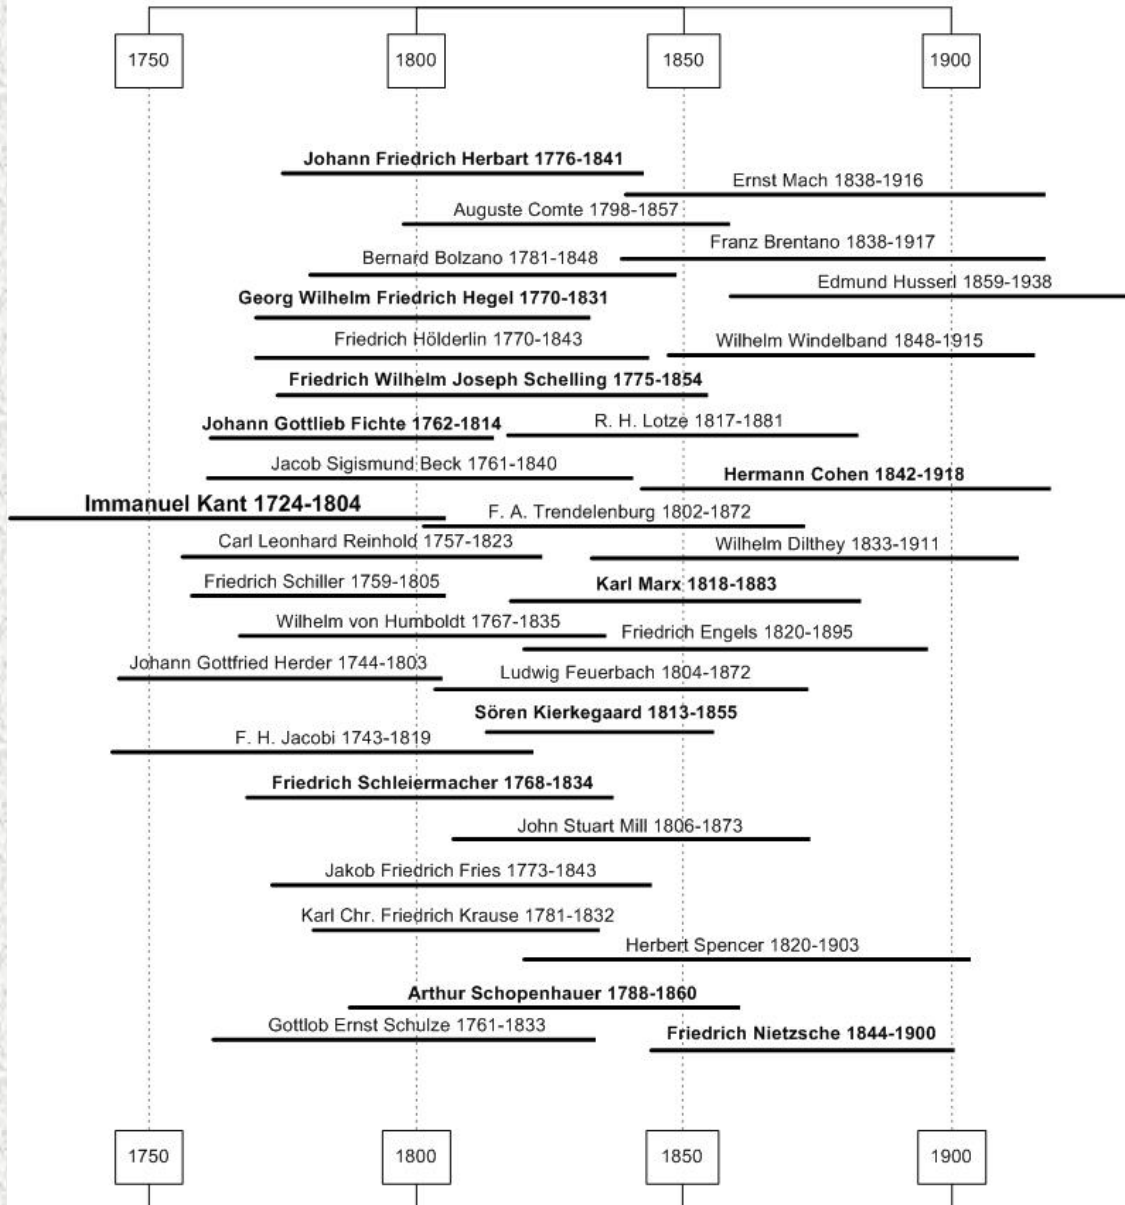 1750 1800 1850 1900
Johann Friedrich Herbart 1776-1841
Ernst Mach 1838-1916
Auguste Comte 1798-1857
Franz Brentano 1838-1917
Bernard Bolzano 1781-1848
Edmund Husserl 1859-1938
Georg Wilhelm Friedrich Hegel 1770-1831
Friedrich Hölderlin 1770-1843
Wilhelm Windelband 1848-1915
Friedrich Wilhelm Joseph Schelling 1775-1854
Johann Gottlieb Fichte 1762-1814
R. H. Lotze 1817-1881
Jacob Sigismund Beck 1761-1840
Hermann Cohen 1842-1918
Immanuel Kant 1724-1804
F. A. Trendelenburg 1802-1872
Carl Leonhard Reinhold 1757-1823
Wilhelm Dilthey 1833-1911
Friedrich Schiller 1759-1805
Karl Marx 1818-1883
Wilhelm von Humboldt 1767-1835
Friedrich Engels 1820-1895
Johann Gottfried Herder 1744-1803
Ludwig Feuerbach 1804-1872
Sören Kierkegaard 1813-1855
F. H. Jacobi 1743-1819
Friedrich Schleiermacher 1768-1834
John Stuart Mill 1806-1873
Jakob Friedrich Fries 1773-1843
Karl Chr. Friedrich Krause 1781-1832
Herbert Spencer 1820-1903
Arthur Schopenhauer 1788-1860
Gottlob Ernst Schulze 1761-1833
Friedrich Nietzsche 1844-1900
1750 1800 1850 1900